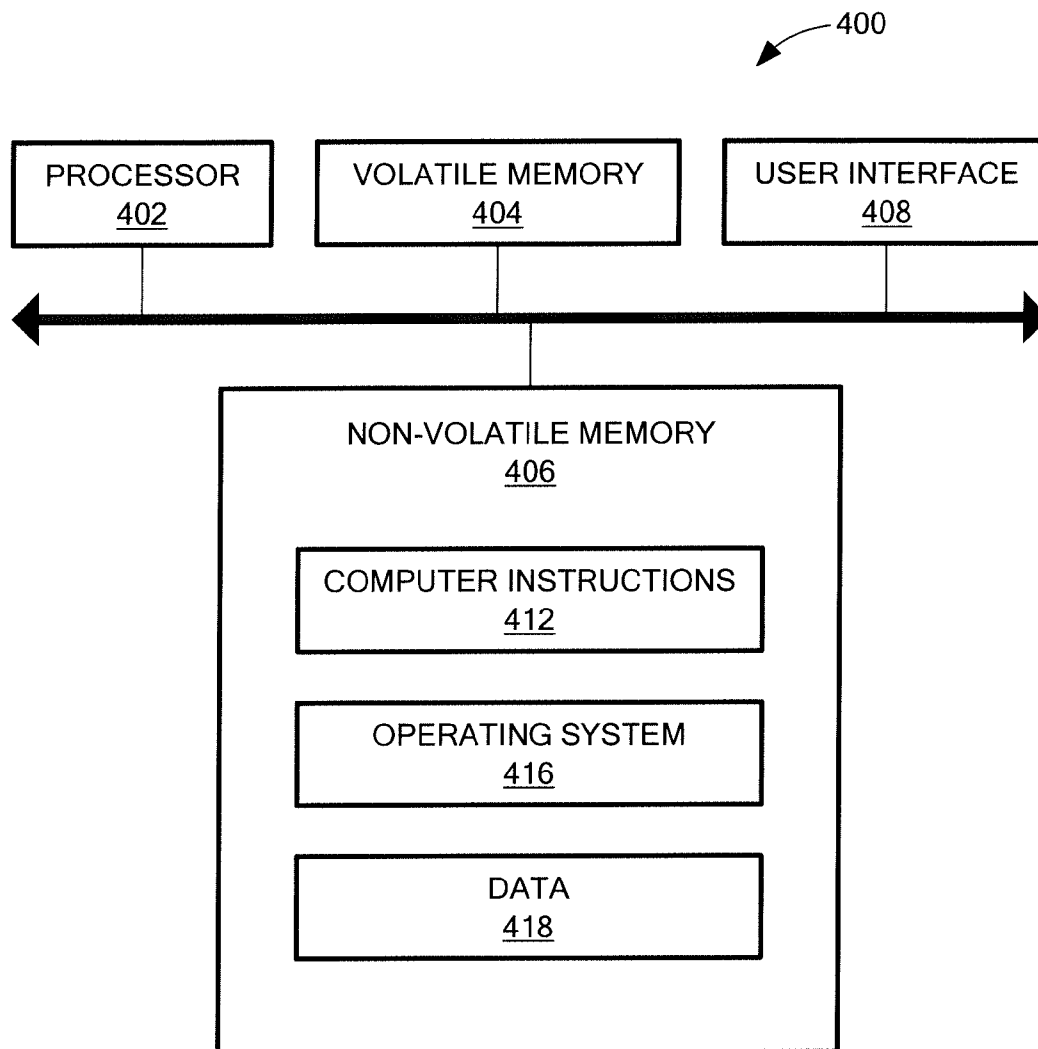 400
PROCESSOR
402
VOLATILE MEMORY
404
USER INTERFACE
408
NON-VOLATILE MEMORY
406
COMPUTER INSTRUCTIONS
412
OPERATING SYSTEM
416
DATA
418